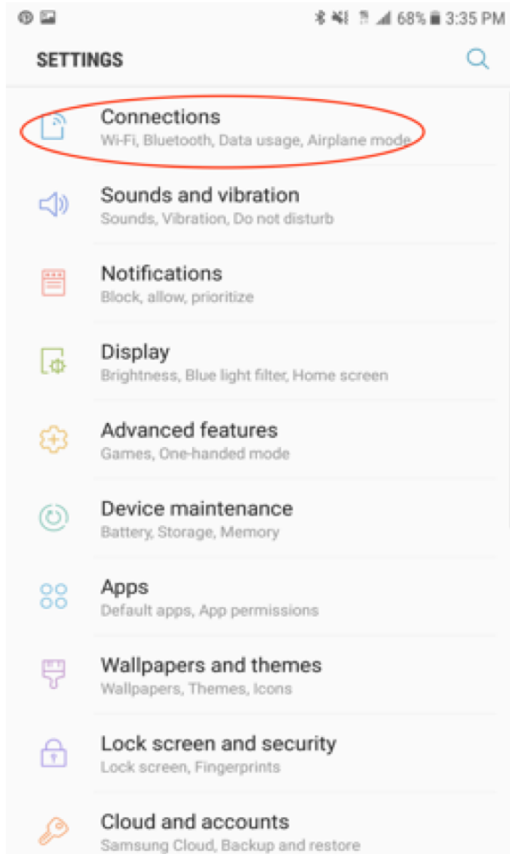 68% 3:35 PM
SETTINGS
Connections
Wi-Fi, Bluetooth, Data usage, Airplane mode
Sounds and vibration
Sounds, Vibration, Do not disturb
Notifications
Block, allow, prioritize
Display
Brightness, Blue light filter, Home screen
Advanced features
Games, One-handed mode
Device maintenance
Battery, Storage, Memory
Apps
Default apps, App permissions
Wallpapers and themes
Wallpapers, Themes, Icons
Lock screen and security
Lock screen, Fingerprints
Cloud and accounts
Samsung Cloud, Backup and restore